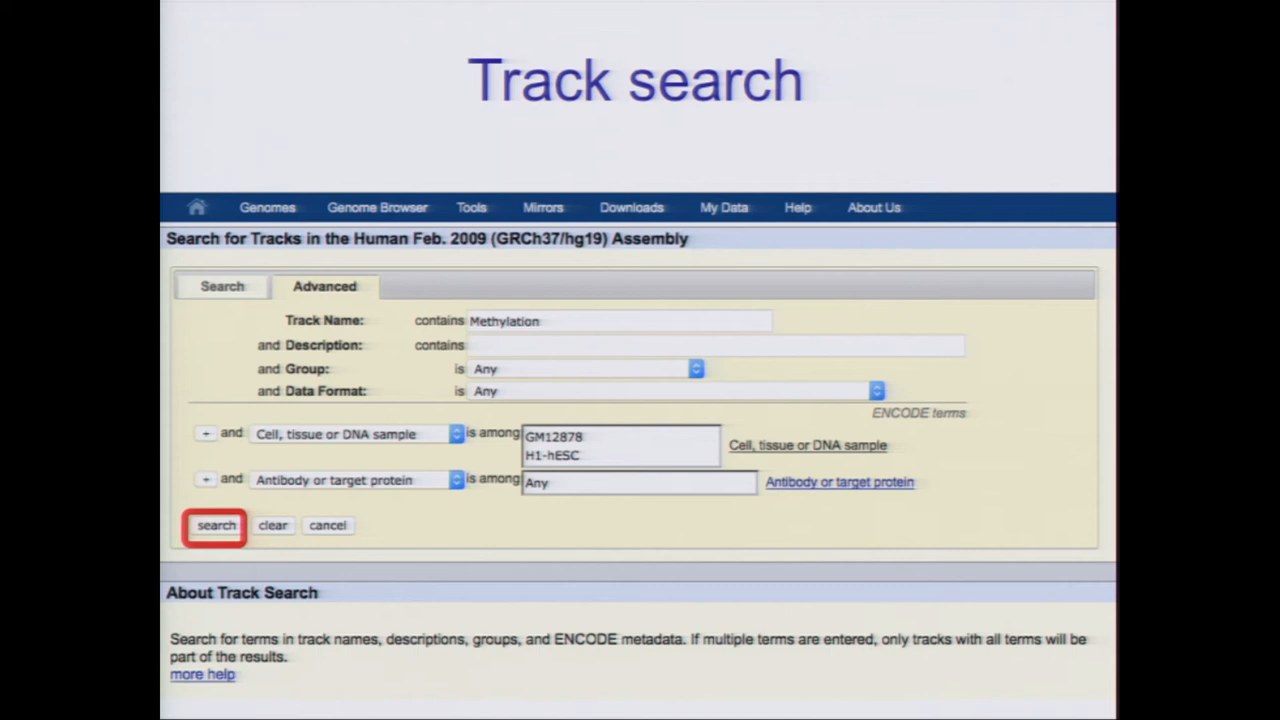 Track search
Genomes Genome Browser Tools Mirrors Downloads My Data Help About Us
Search for Tracks in the Human Feb. 2009 (GRCh37/hg19) Assembly
Search Advanced
Track Name: contains Methylation
and Description: contains
and Group: is Any
and Data Format: is Any
ENCODE terms
+ and Cell, tissue or DNA sample is among GM12878 Cell, tissue or DNA sample
H1-hESC
+ and Antibody or target protein is among Any Antibody or target protein
search clear cancel
About Track Search
Search for terms in track names, descriptions, groups, and ENCODE metadata. If multiple terms are entered, only tracks with all terms will be
part of the results.
more help